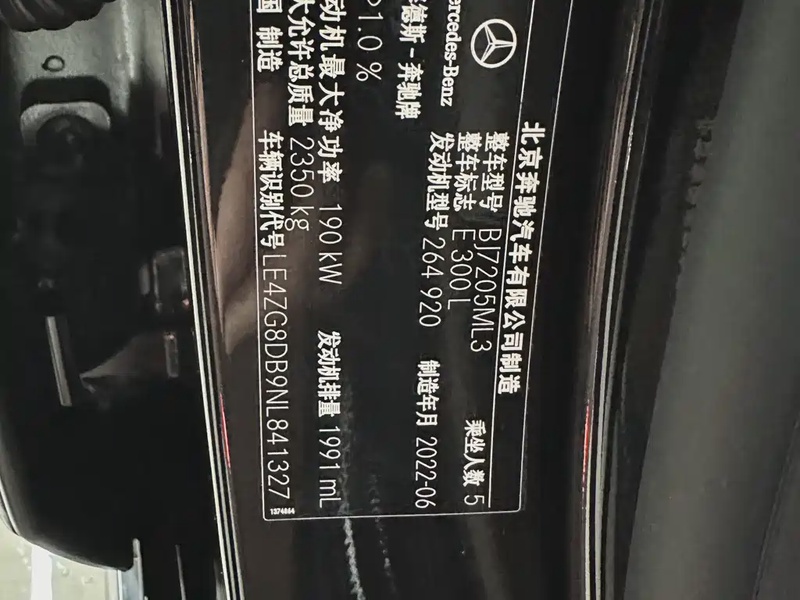 北京奔驰汽车有限公司制造
ercedes-Benz 整车型号 BJ7205ML3 乘坐人数 5
整车标志 E 300 L
德斯-奔驰牌 发动机型号 264 920 制造年月 2022-06
1.0 %
动机最大净功率 190 kW 发动机排量 1991 mL
大允许总质量 2350 kg
国 制造 车辆识别代号 LE4ZG8DB9NL841327
1374864